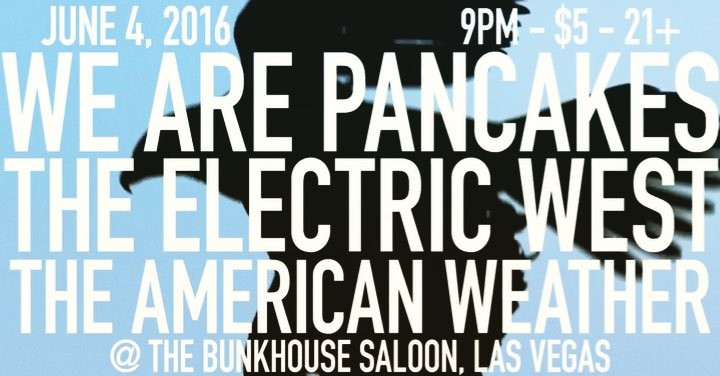 JUNE 4, 2016 9PM - $5 - 21+
WE ARE PANCAKES
THE ELECTRIC WEST
THE AMERICAN WEATHER
@ THE BUNKHOUSE SALOON, LAS VEGAS